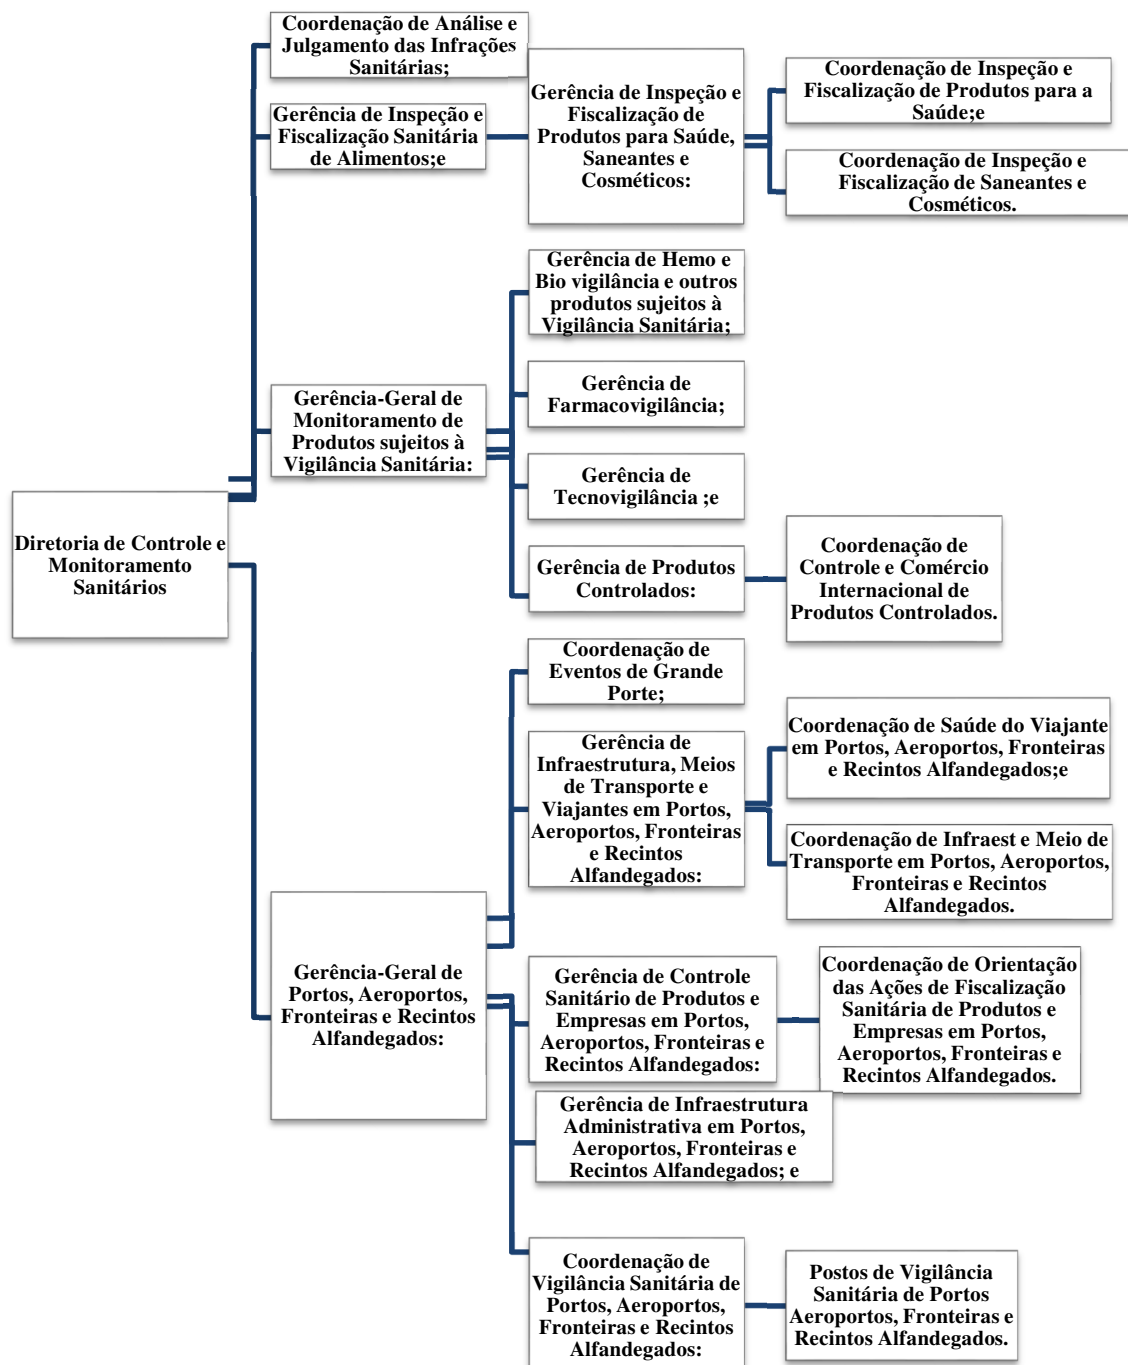 Coordenação de Análise e
Julgamento das Infrações
Sanitárias;
Gerência de Inspeção e
Fiscalização Sanitária
de Alimentos;e
Gerência de Inspeção e
Fiscalização de
Produtos para Saúde,
Saneantes e
Cosméticos:
Coordenação de Inspeção e
Fiscalização de Produtos para a
Saúde;e
Coordenação de Inspeção e
Fiscalização de Saneantes e
Cosméticos.
Gerência de Hemo e
Bio vigilância e outros
produtos sujeitos à
Vigilância Sanitária;
Gerência de
Farmacovigilância;
Gerência-Geral de
Monitoramento de
Produtos sujeitos à
Vigilância Sanitária:
Gerência de
Tecnovigilância ;e
Diretoria de Controle e
Monitoramento
Sanitários
Gerência de Produtos
Controlados:
Coordenação de
Controle e Comércio
Internacional de
Produtos Controlados.
Coordenação de
Eventos de Grande
Porte;
Gerência de
Infraestrutura, Meios
de Transporte e
Viajantes em Portos,
Aeroportos, Fronteiras
e Recintos
Alfandegados:
Coordenação de Saúde do Viajante
em Portos, Aeroportos, Fronteiras
e Recintos Alfandegados;e
Coordenação de Infraest e Meio de
Transporte em Portos, Aeroportos,
Fronteiras e Recintos
Alfandegados.
Gerência-Geral de
Portos, Aeroportos,
Fronteiras e Recintos
Alfandegados:
Gerência de Controle
Sanitário de Produtos e
Empresas em Portos,
Aeroportos, Fronteiras e
Recintos Alfandegados:
Coordenação de Orientação
das Ações de Fiscalização
Sanitária de Produtos e
Empresas em Portos,
Aeroportos, Fronteiras e
Recintos Alfandegados.
Gerência de Infraestrutura
Administrativa em Portos,
Aeroportos, Fronteiras e
Recintos Alfandegados; e
Coordenação de
Vigilância Sanitária de
Portos, Aeroportos,
Fronteiras e Recintos
Alfandegados:
Postos de Vigilância
Sanitária de Portos
Aeroportos, Fronteiras e
Recintos Alfandegados.